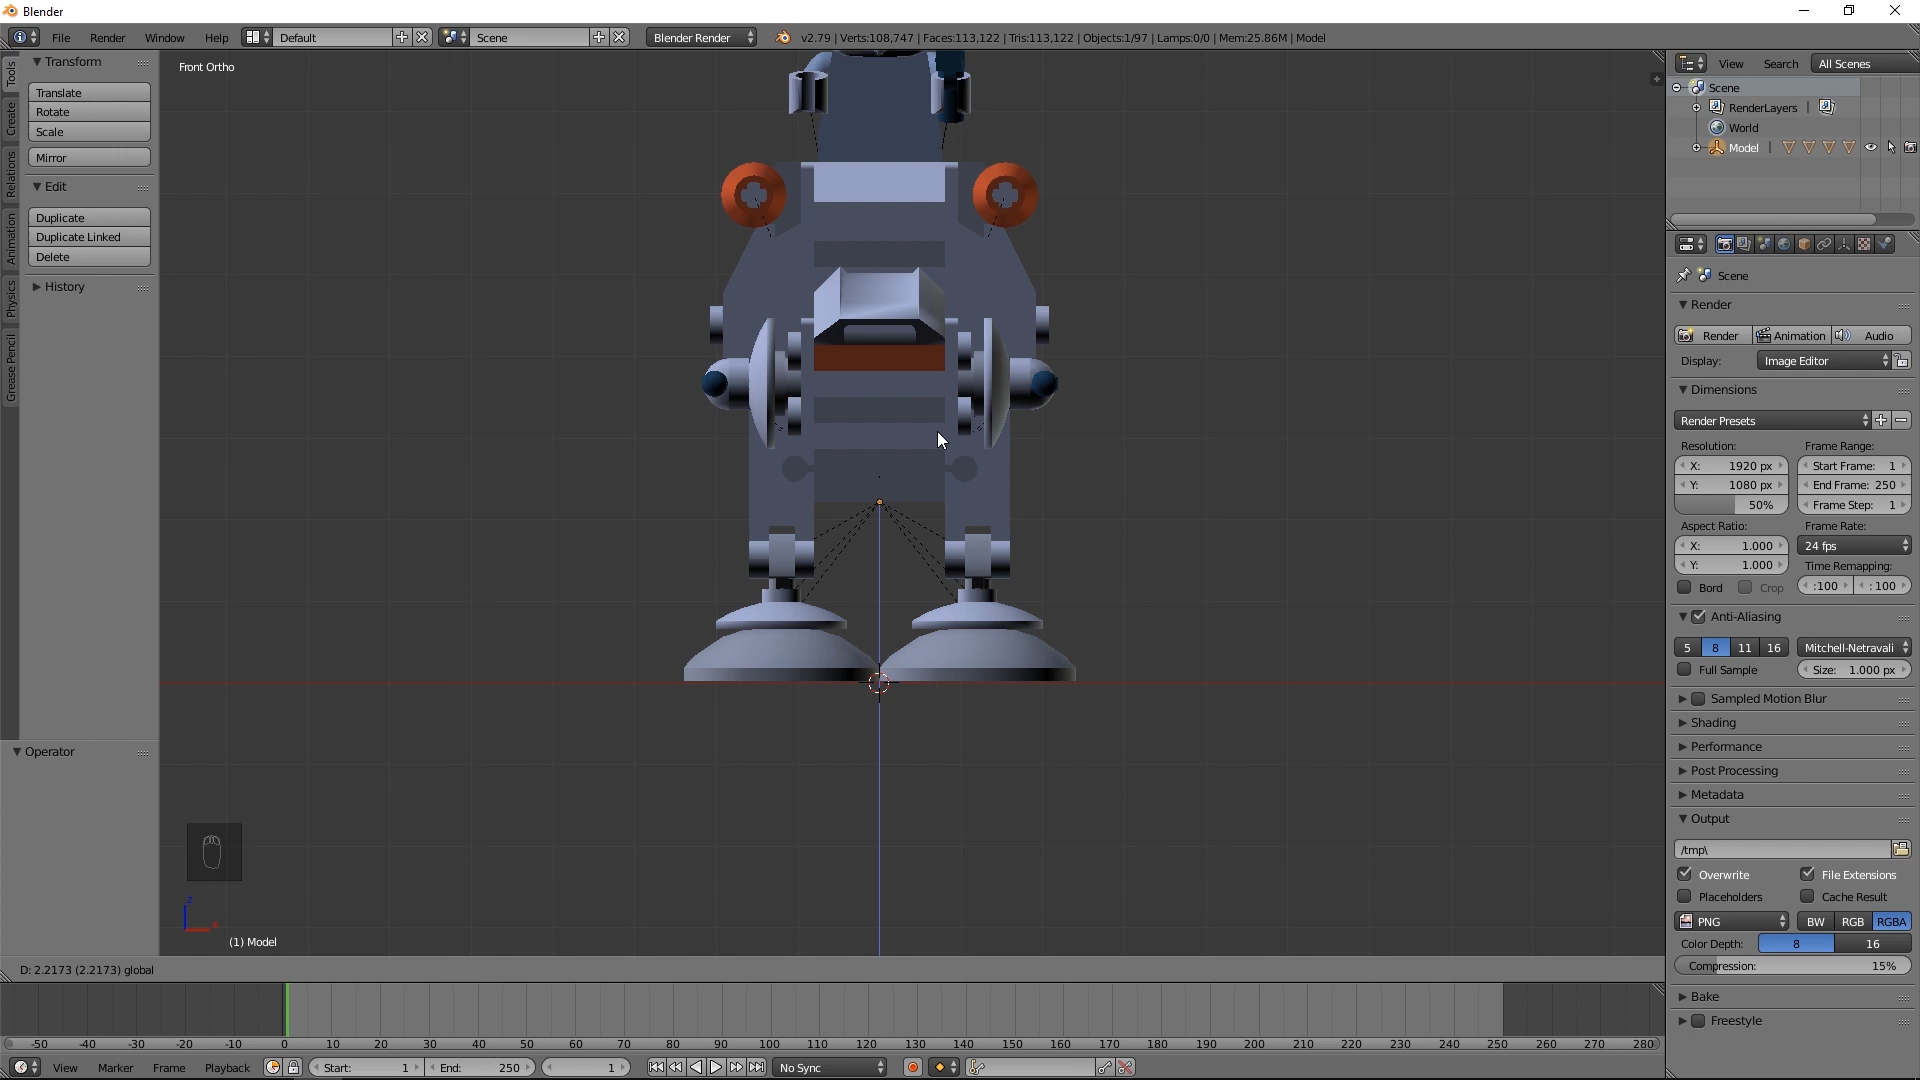 Blender
File Render Window Help Default Scene Blender Render v2.79 | Verts:108,747 | Faces:113,122 | Tris:113,122 | Objects:1/97 | Lamps:0/0 | Mem:25.86M | Model
Tools
Create
Relations
Animation
Physics
Grease Pencil
Transform
Translate
Rotate
Scale
Mirror
Edit
Duplicate
Duplicate Linked
Delete
History
Operator
Front Ortho
z
x
(1) Model
D: 2.2173 (2.2173) global
View Search All Scenes
Scene
RenderLayers |
World
Model |
Scene
Render
Render Animation Audio
Display: Image Editor
Dimensions
Render Presets
Resolution: Frame Range:
X: 1920 px Start Frame: 1
Y: 1080 px End Frame: 250
50% Frame Step: 1
Aspect Ratio: Frame Rate:
X: 1.000 24 fps
Y: 1.000 Time Remapping:
Bord Crop :100 : 100
Anti-Aliasing
5 8 11 16 Mitchell-Netravali
Full Sample Size: 1.000 px
Sampled Motion Blur
Shading
Performance
Post Processing
Metadata
Output
/tmp\
Overwrite File Extensions
Placeholders Cache Result
PNG BW RGB RGBA
Color Depth: 8 16
Compression: 15%
Bake
Freestyle
-50 -40 -30 -20 -10 0 10 20 30 40 50 60 70 80 90 100 110 120 130 140 150 160 170 180 190 200 210 220 230 240 250 260 270 280
View Marker Frame Playback Start: 1 End: 250 1 No Sync